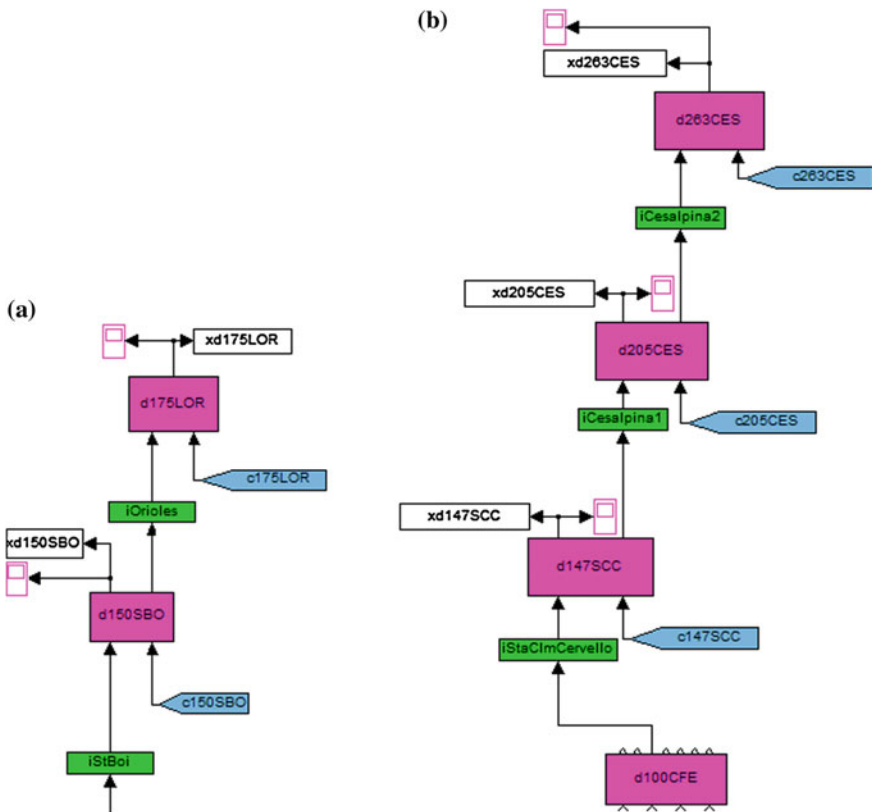 (a)
xd175LOR
d175LOR
c175LOR
iOrioles
xd150SBO
d150SBO
c150SBO
iStBoi
(b)
xd263CES
d263CES
c263CES
iCesalpina2
xd205CES
d205CES
iCesalpina1
c205CES
xd147SCC
d147SCC
c147SCC
iStaClmCervello
d100CFE